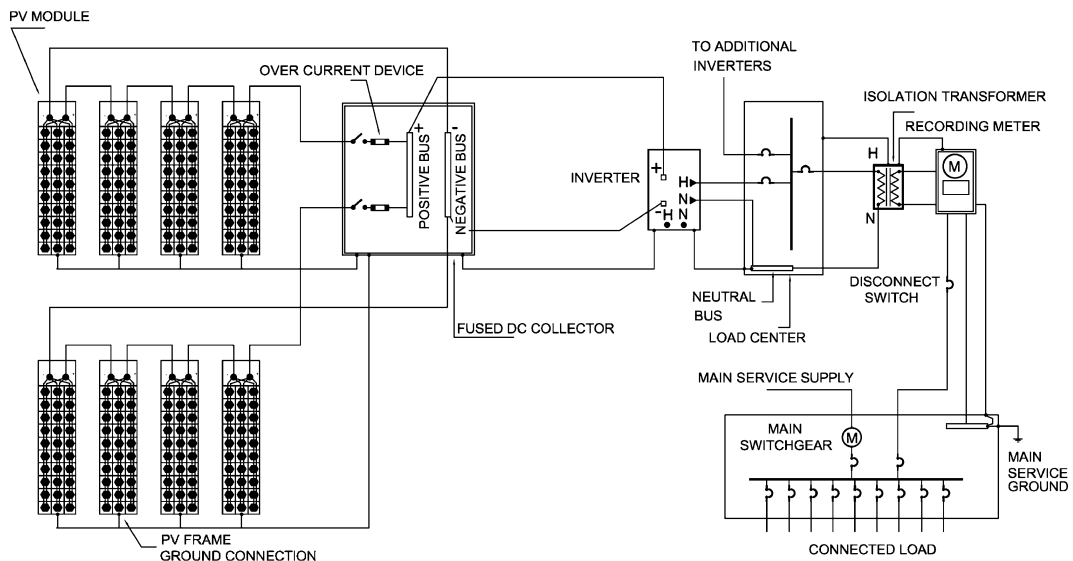 PV MODULE
OVER CURRENT DEVICE
POSITIVE BUS +
NEGATIVE BUS -
FUSED DC COLLECTOR
PV FRAME
GROUND CONNECTION
INVERTER
+
-
H
N
H N
TO ADDITIONAL
INVERTERS
NEUTRAL
BUS
LOAD CENTER
ISOLATION TRANSFORMER
RECORDING METER
H
N
M
DISCONNECT
SWITCH
MAIN SERVICE SUPPLY
MAIN
SWITCHGEAR
M
MAIN
SERVICE
GROUND
CONNECTED LOAD